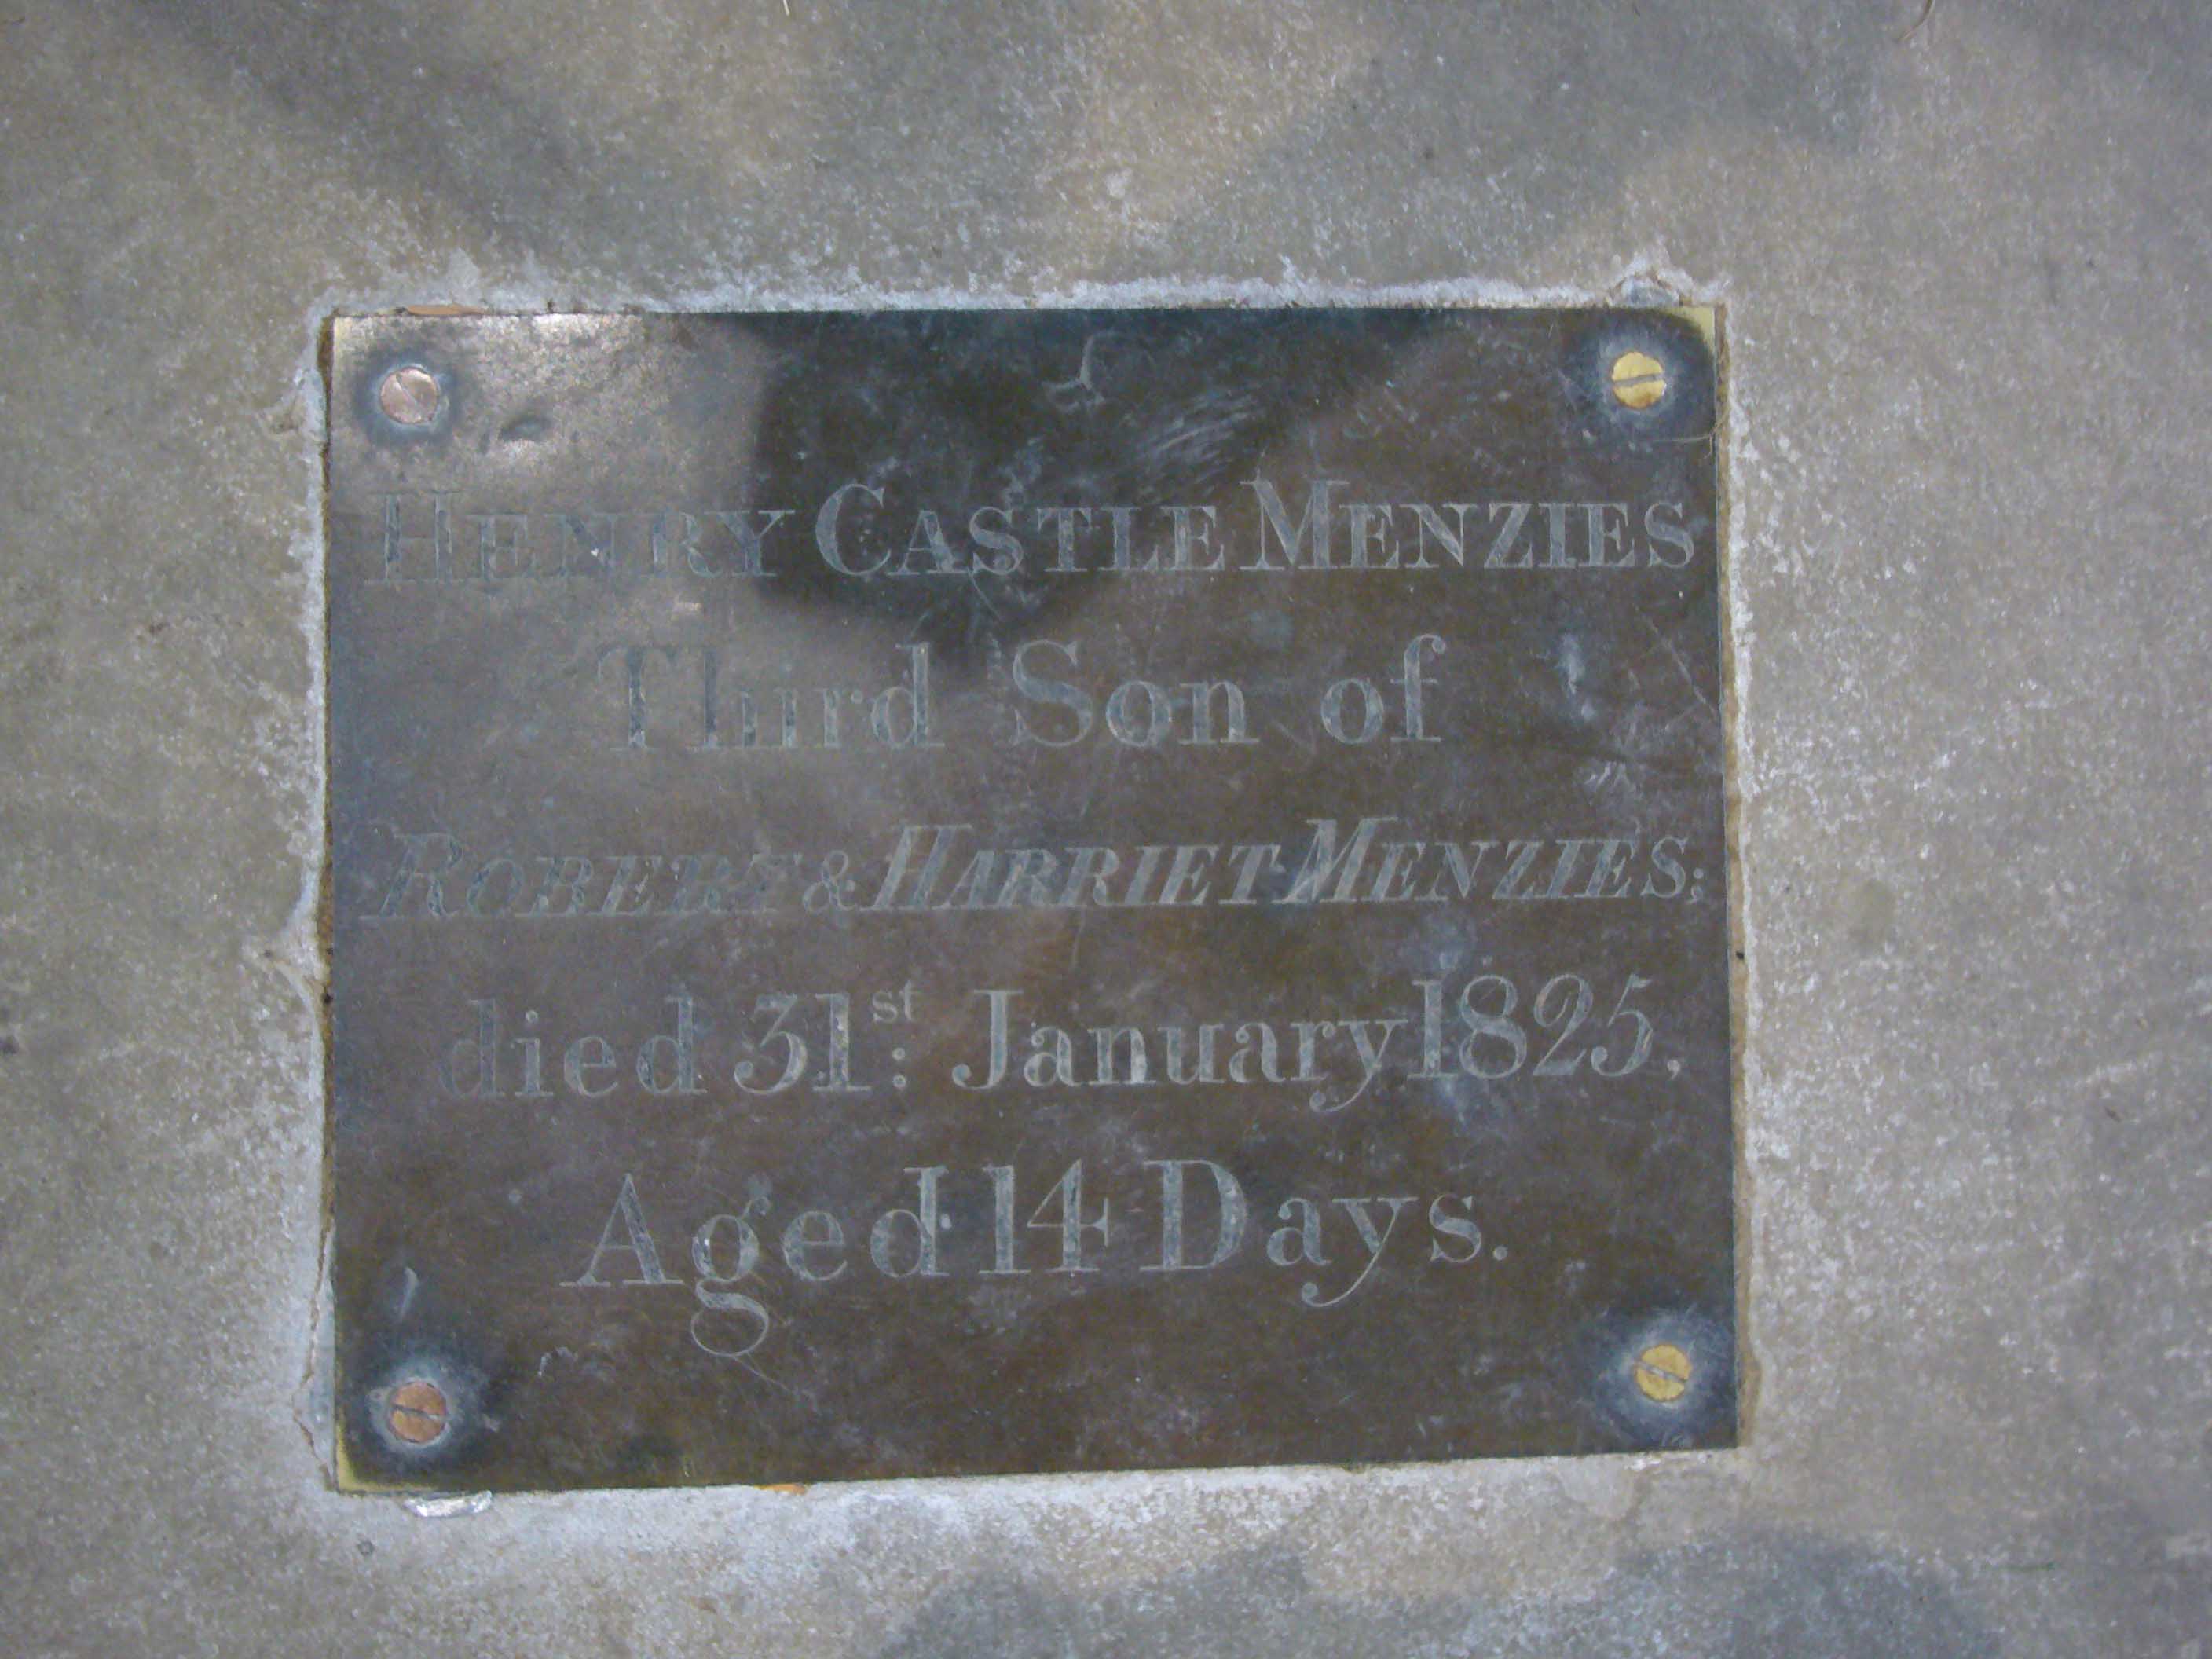 HENRY CASTLE MENZIES
Third Son of
ROBERT & HARRIET MENZIES;
died 31st: January 1825,
Aged 14 Days.